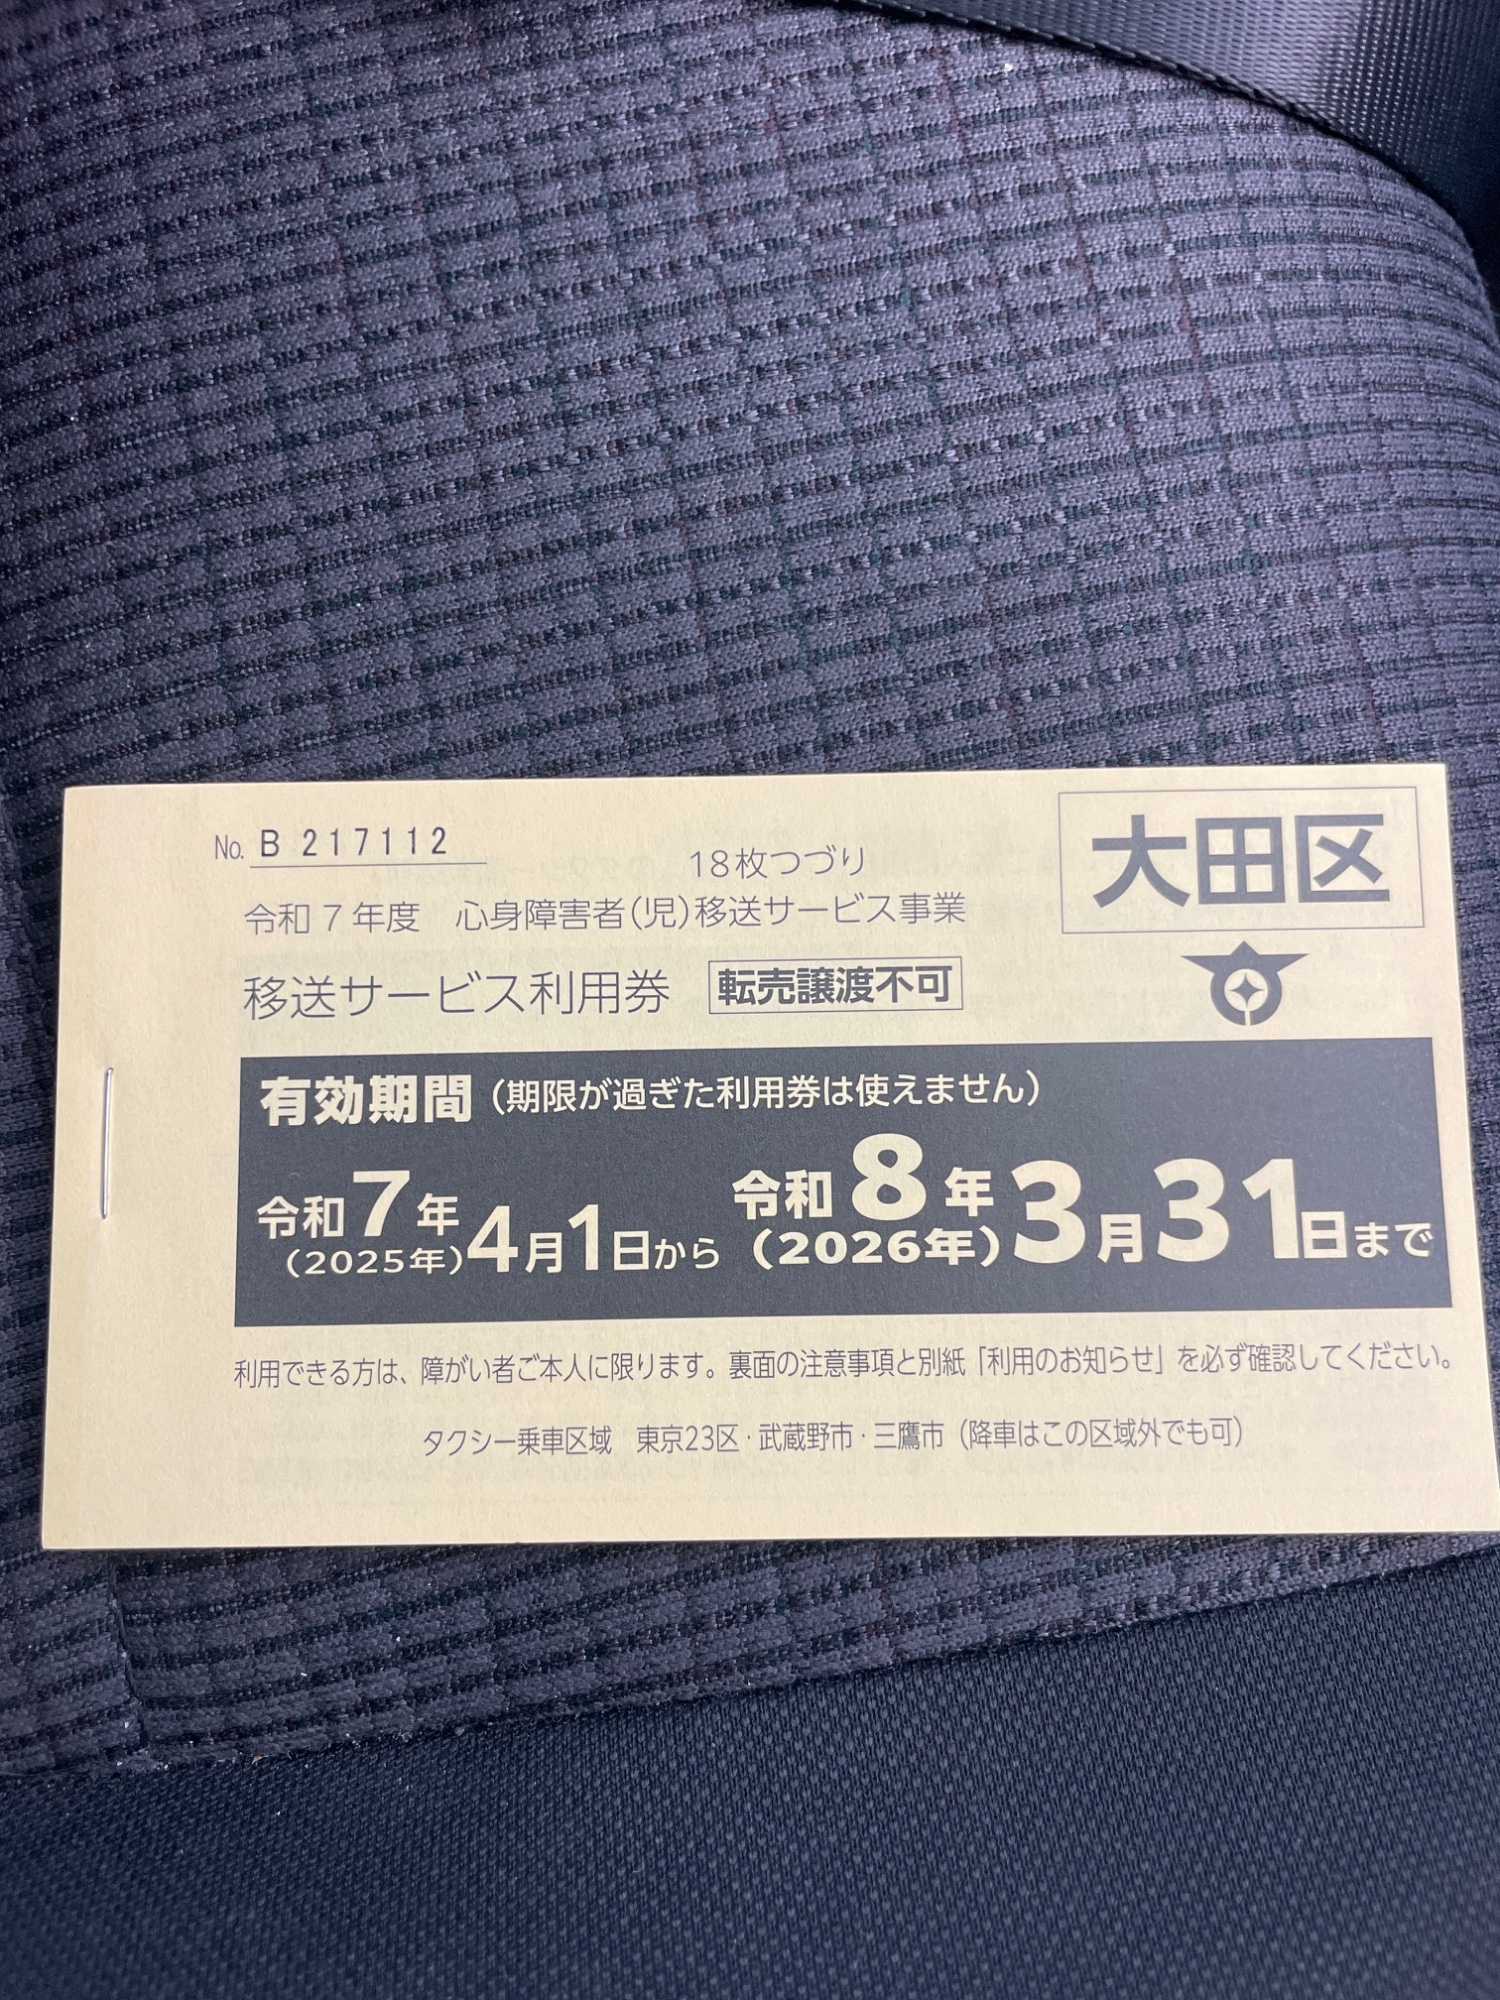 No. B 217112
18枚つづり
大田区
令和7年度 心身障害者(児)移送サービス事業
移送サービス利用券 転売譲渡不可
有効期間(期限が過ぎた利用券は使えません)
令和7年(2025年)4月1日から 令和8年(2026年)3月31日まで
利用できる方は、障がい者ご本人に限ります。裏面の注意事項と別紙「利用のお知らせ」を必ず確認してください。
タクシー乗車区域 東京23区・武蔵野市・三鷹市(降車はこの区域外でも可)